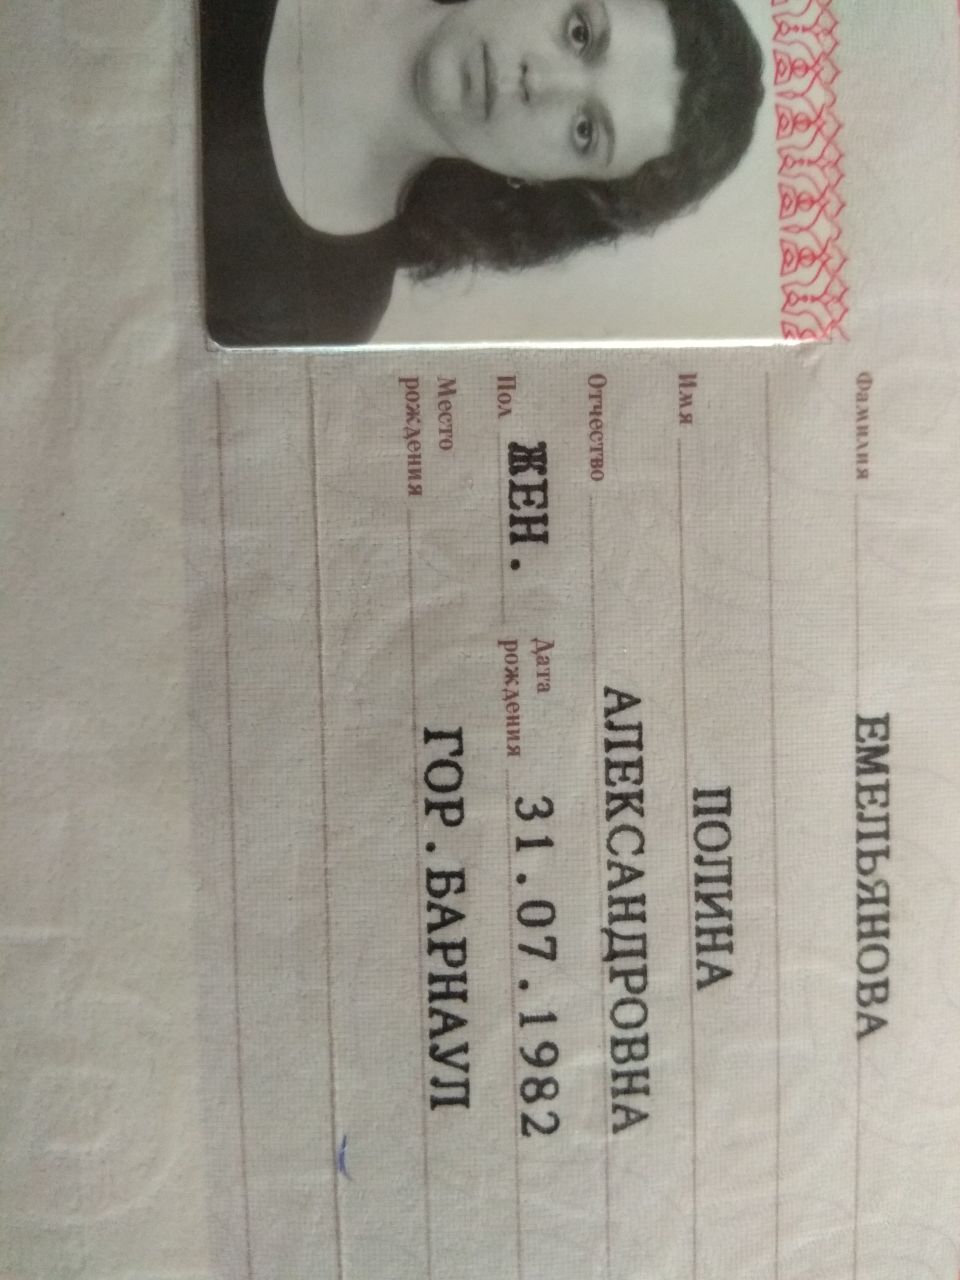 Фамилия
ЕМЕЛЬЯНОВА
Имя
ПОЛИНА
Отчество
АЛЕКСАНДРОВНА
Пол ЖЕН. Дата рождения 31.07.1982
Место рождения
ГОР.БАРНАУЛ